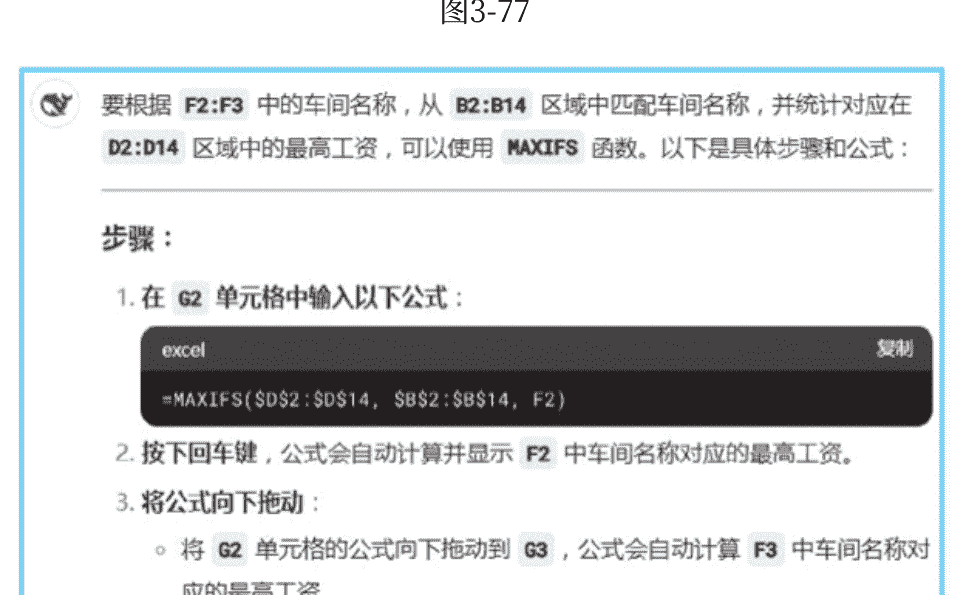 图3-77
要根据 F2:F3 中的车间名称，从 B2:B14 区域中匹配车间名称，并统计对应在
D2:D14 区域中的最高工资，可以使用 MAXIFS 函数。以下是具体步骤和公式：
步骤：
1. 在 G2 单元格中输入以下公式：
excel 复制
=MAXIFS($D$2:$D$14, $B$2:$B$14, F2)
2. 按下回车键，公式会自动计算并显示 F2 中车间名称对应的最高工资。
3. 将公式向下拖动：
○ 将 G2 单元格的公式向下拖动到 G3 ，公式会自动计算 F3 中车间名称对
应的最高工资